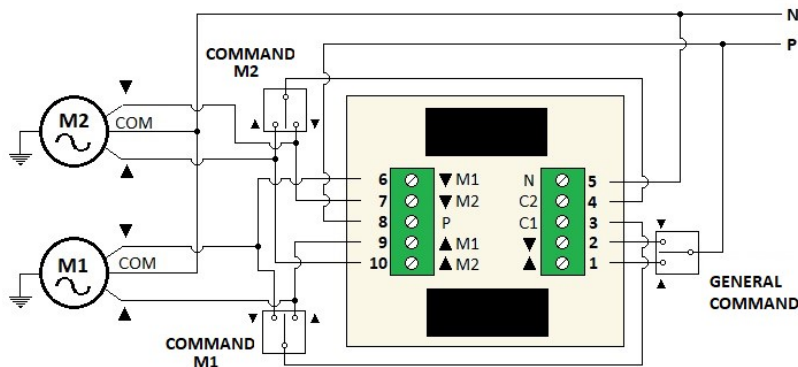 N
P
COMMAND
M2
▼
M2
COM
▲ ▼
▲
6 ▼ M1 N 5
7 ▼ M2 C2 4
8 P C1 3
9 ▲ M1 ▼ 2
10 ▲ M2 ▲ 1
▼
▲
GENERAL
COMMAND
▼
M1
COM
▲
▼ ▲
COMMAND
M1